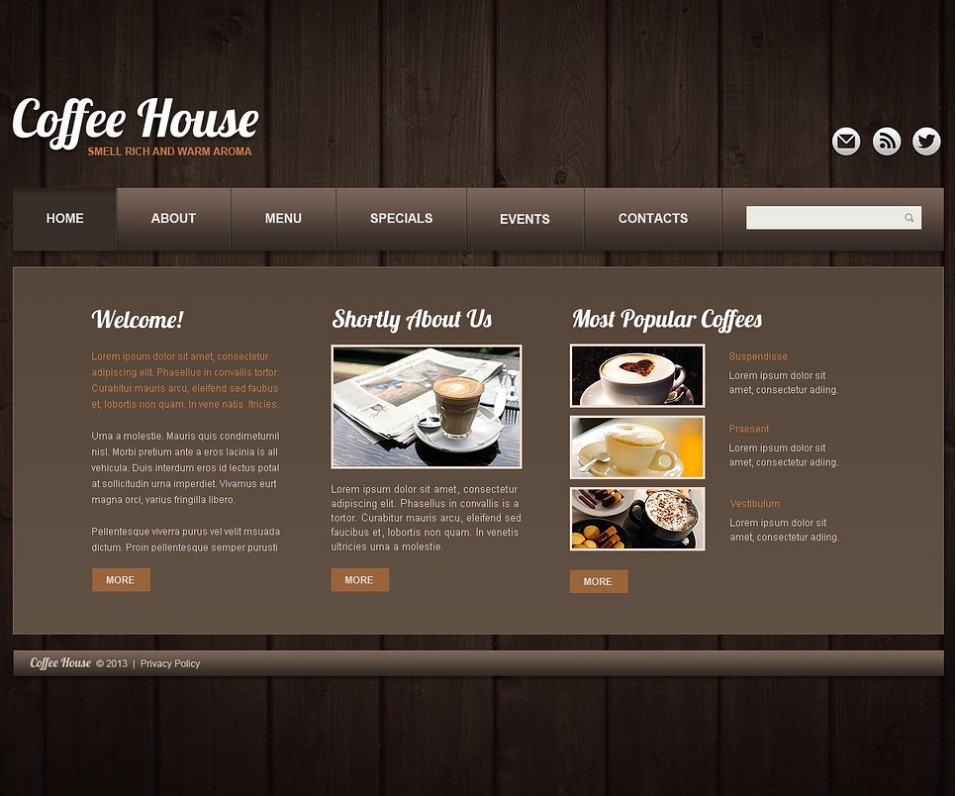 Coffee House
SMELL RICH AND WARM AROMA
HOME
ABOUT
MENU
SPECIALS
EVENTS
CONTACTS
Welcome!
Lorem ipsum dolor sit amet, consectetur
adipiscing elit. Phasellus in convallis tortor.
Curabitur mauris arcu, eleifend sed faubus
et, lobortis non quam. In vene natis ltricies.
Urna a molestie. Mauris quis condimetumil
nisl. Morbi pretium ante a eros lacinia is all
vehicula. Duis interdum eros id lectus potal
at sollicitudin urna imperdiet. Vivamus eurt
magna orci, varius fringilla libero.
Pellentesque viverra purus vel velit msuada
dictum. Proin pellentesque semper purusti
MORE
Shortly About Us
Lorem ipsum dolor sit amet, consectetur
adipiscing elit. Phasellus in convallis is a
tortor. Curabitur mauris arcu, eleifend sed
faucibus et, lobortis non quam. In venetis
ultricies urna a molestie.
MORE
Most Popular Coffees
Suspendisse
Lorem ipsum dolor sit
amet, consectetur adiing.
Praesent
Lorem ipsum dolor sit
amet, consectetur adiing.
Vestibulum
Lorem ipsum dolor sit
amet, consectetur adiing.
MORE
Coffee House © 2013 | Privacy Policy